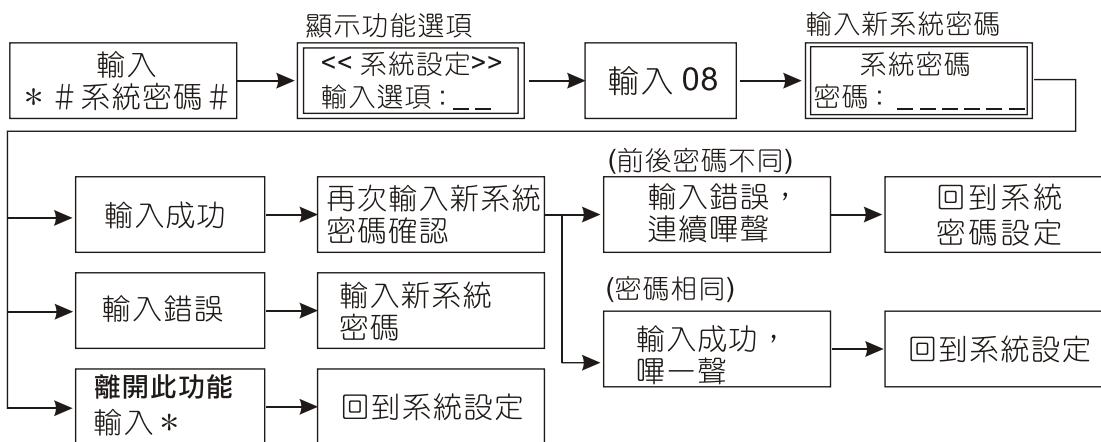 輸入
＊＃系統密碼＃
顯示功能選項
<< 系統設定>>
輸入選項：_ _
輸入 08
輸入新系統密碼
系統密碼
密碼：_ _ _ _ _ _
輸入成功
再次輸入新系統
密碼確認
(前後密碼不同)
輸入錯誤，
連續嗶聲
回到系統
密碼設定
輸入錯誤
輸入新系統
密碼
(密碼相同)
輸入成功，
嗶一聲
回到系統設定
離開此功能
輸入＊
回到系統設定